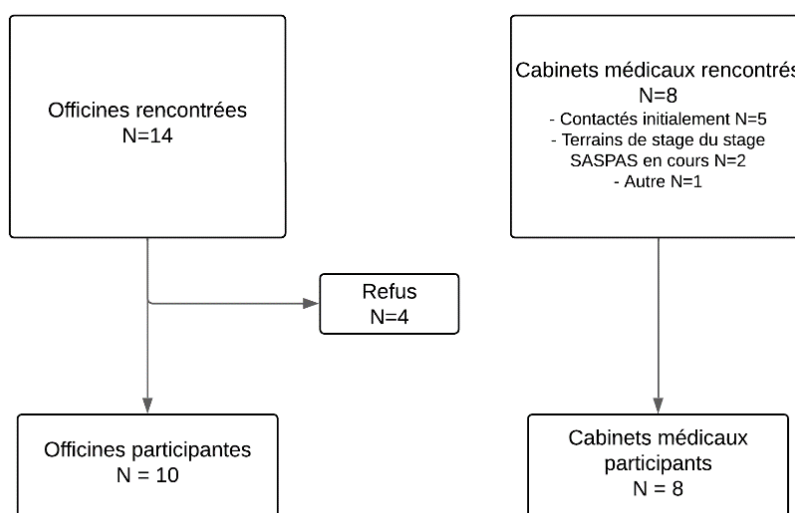 Officines rencontrées
N=14
Cabinets médicaux rencontrés
N=8
- Contactés initialement N=5
- Terrains de stage du stage
SASPAS en cours N=2
- Autre N=1
Refus
N=4
Officines participantes
N = 10
Cabinets médicaux
participants
N = 8